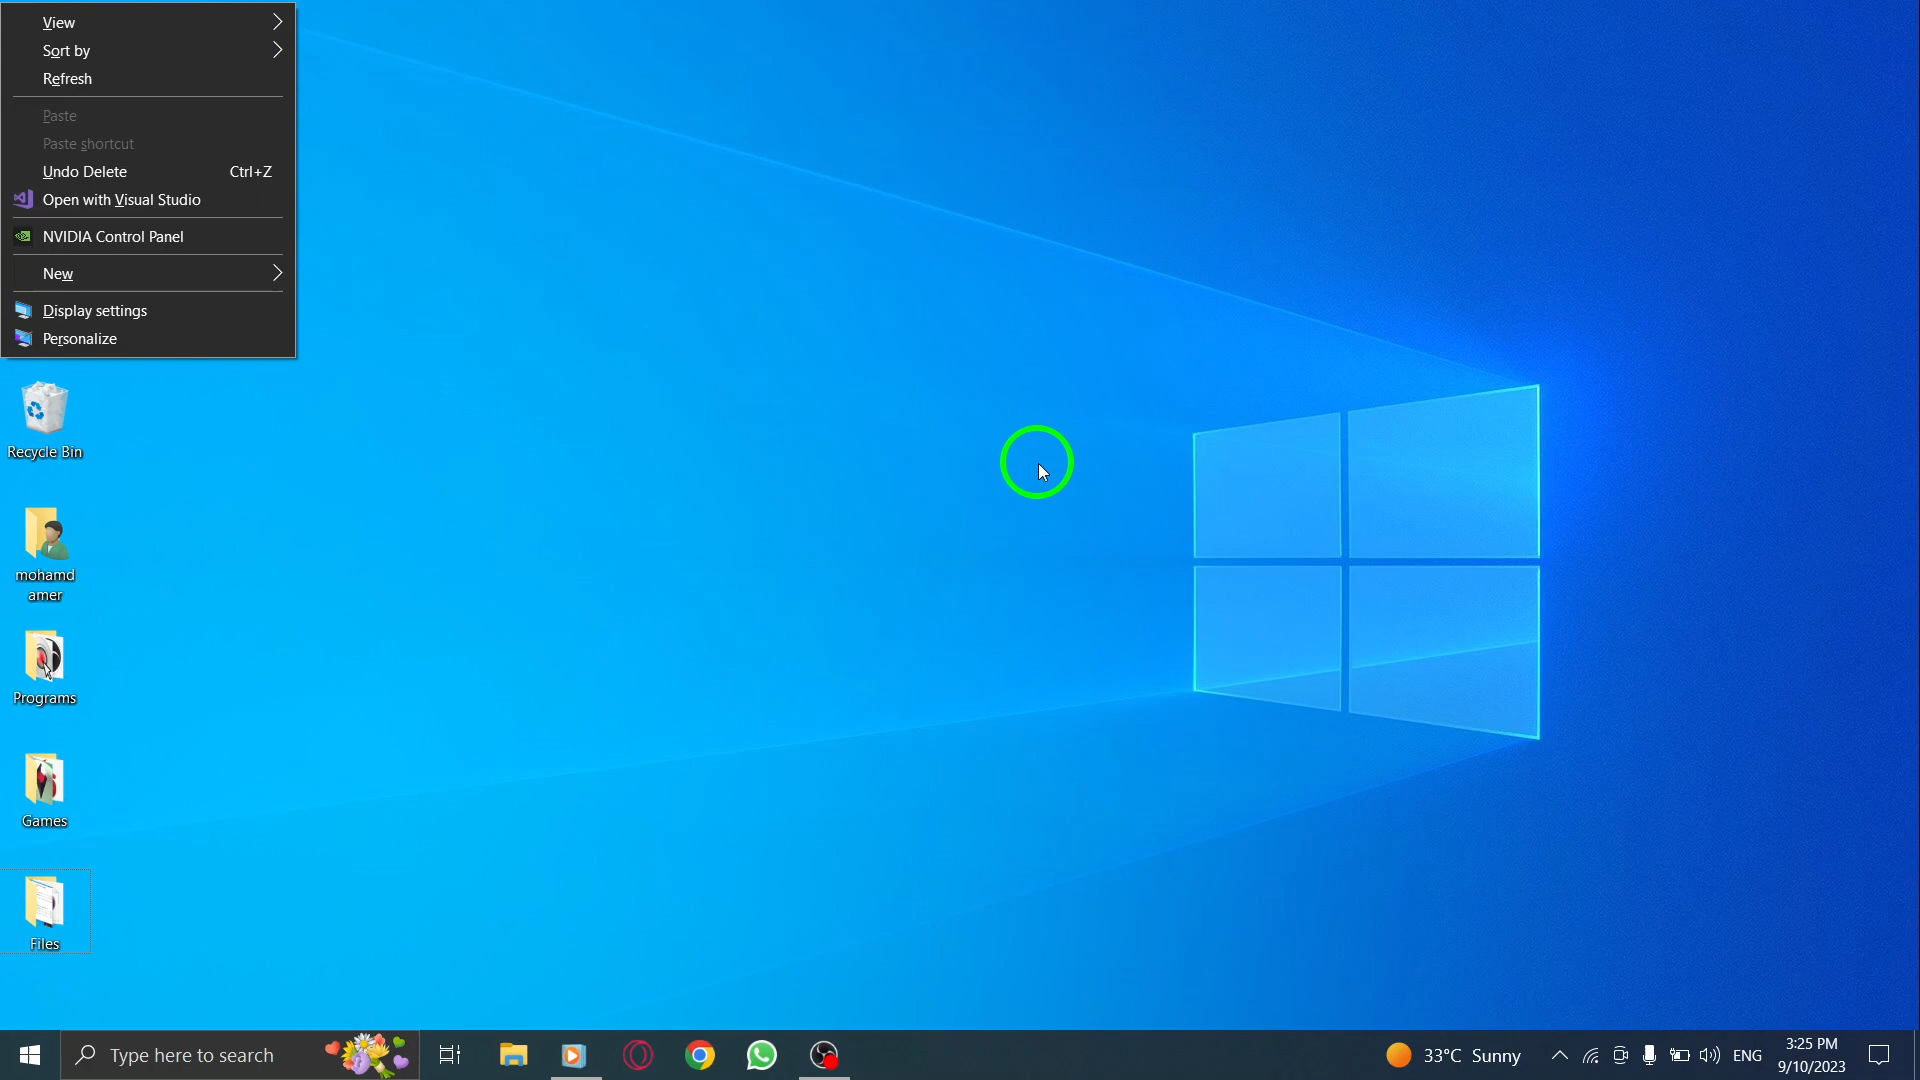 View
Sort by
Refresh
Paste
Paste shortcut
Undo Delete Ctrl+Z
Open with Visual Studio
NVIDIA Control Panel
New
Display settings
Personalize
Recycle Bin
mohamd
amer
Programs
Games
Files
Type here to search
33°C Sunny
ENG
3:25 PM
9/10/2023